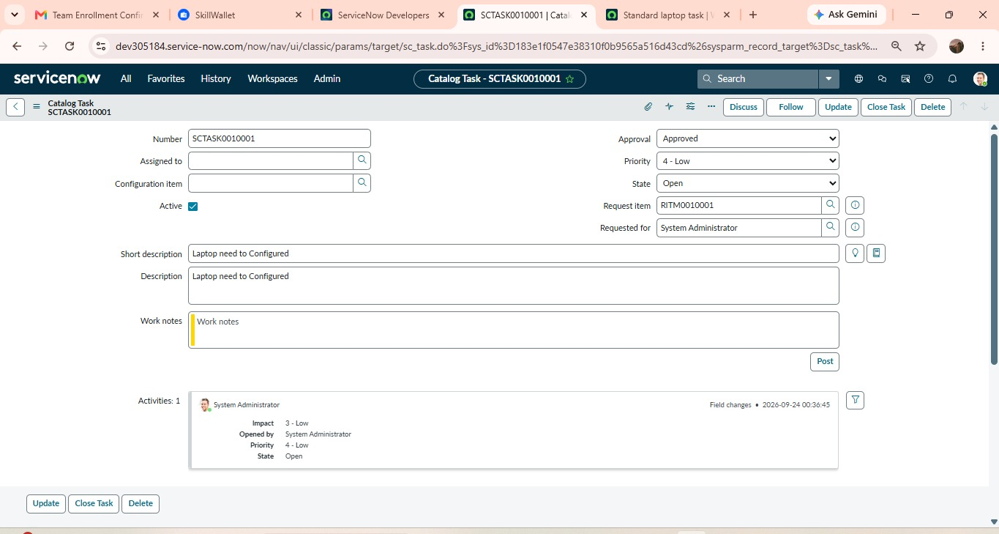 Team Enrollment Confir
SkillWallet
ServiceNow Developers
SCTASK0010001 | Catal
Standard laptop task | W
Ask Gemini
dev305184.service-now.com/now/nav/ui/classic/params/target/sc_task.do%3Fsys_id%3D183e1f0547e38310f0b9565a516d43cd%26sysparm_record_target%3Dsc_task%...
servicenow
All
Favorites
History
Workspaces
Admin
Catalog Task - SCTASK0010001
Search
Catalog Task
SCTASK0010001
Discuss
Follow
Update
Close Task
Delete
Number SCTASK0010001
Approval Approved
Assigned to
Priority 4 - Low
Configuration item
State Open
Active
Request item RITM0010001
Requested for System Administrator
Short description Laptop need to Configured
Description Laptop need to Configured
Work notes Work notes
Post
Activities: 1
System Administrator
Field changes • 2026-09-24 00:36:45
Impact 3 - Low
Opened by System Administrator
Priority 4 - Low
State Open
Update
Close Task
Delete